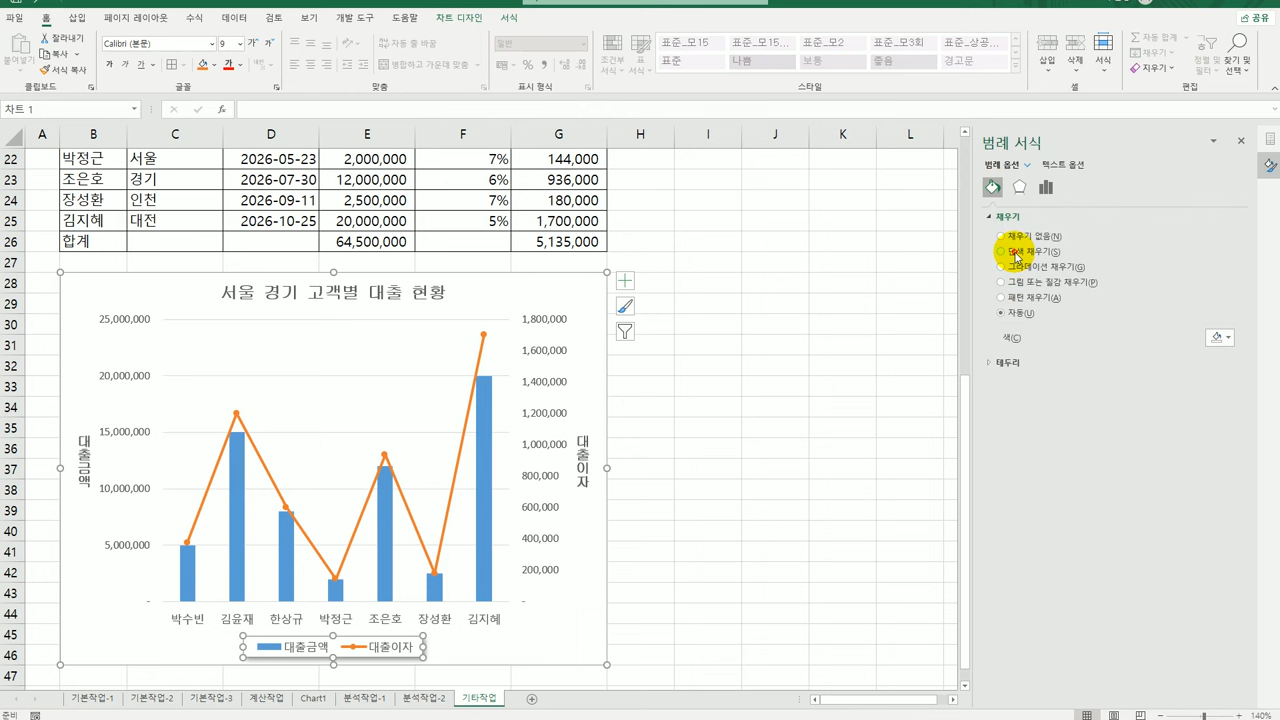 파일 홈 삽입 페이지 레이아웃 수식 데이터 검토 보기 개발 도구 도움말 차트 디자인 서식 공유
붙여넣기 잘라내기 복사 서식 복사
클립보드
Calibri (본문) 9 가 가
가 가 가 가
글꼴
자동 줄 바꿈
병합하고 가운데 맞춤
맞춤
일반
%
표시 형식
조건부 서식 표 서식
표준_모15 표준_모15... 표준_모2 표준_모3회 표준_상공...
표준 나쁨 보통 좋음 경고문
스타일
삽입 삭제 서식
셀
자동 합계
채우기
지우기
정렬 및 필터 찾기 및 선택
편집
차트 1 fx
A B C D E F G H I J K L
22 박정근 서울 2026-05-23 2,000,000 7% 144,000
23 조은호 경기 2026-07-30 12,000,000 6% 936,000
24 장성환 인천 2026-09-11 2,500,000 7% 180,000
25 김지혜 대전 2026-10-25 20,000,000 5% 1,700,000
26 합계 64,500,000 5,135,000
27
28
29
30
31
32
33
34
35
36
37
38
39
40
41
42
43
44
45
46
47
서울 경기 고객별 대출 현황
25,000,000
20,000,000
15,000,000
10,000,000
5,000,000
-
대출금액
1,800,000
1,600,000
1,400,000
1,200,000
1,000,000
800,000
600,000
400,000
200,000
-
대출이자
박수빈 김윤재 한상규 박정근 조은호 장성환 김지혜
대출금액 대출이자
범례 서식
범례 옵션 텍스트 옵션
채우기
채우기 없음(N)
단색 채우기(S)
그라데이션 채우기(G)
그림 또는 질감 채우기(P)
패턴 채우기(A)
자동(U)
색(C)
테두리
기본작업-1 기본작업-2 기본작업-3 계산작업 Chart1 분석작업-1 분석작업-2 기타작업
준비 140%